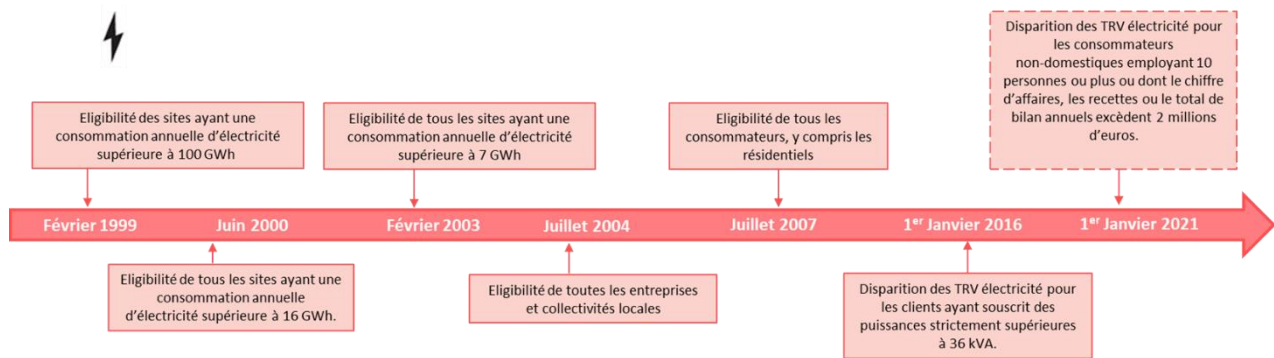 Disparition des TRV électricité pour
les consommateurs
non-domestiques employant 10
personnes ou plus ou dont le chiffre
d'affaires, les recettes ou le total de
bilan annuels excèdent 2 millions
d'euros.
Eligibilité des sites ayant une
consommation annuelle d'électricité
supérieure à 100 GWh
Eligibilité de tous les sites ayant une
consommation annuelle d'électricité
supérieure à 7 GWh
Eligibilité de tous les
consommateurs, y compris les
résidentiels
Février 1999
Juin 2000
Février 2003
Juillet 2004
Juillet 2007
1er Janvier 2016
1er Janvier 2021
Eligibilité de tous les sites ayant une
consommation annuelle
d'électricité supérieure à 16 GWh.
Eligibilité de toutes les entreprises
et collectivités locales
Disparition des TRV électricité pour
les clients ayant souscrit des
puissances strictement supérieures
à 36 kVA.